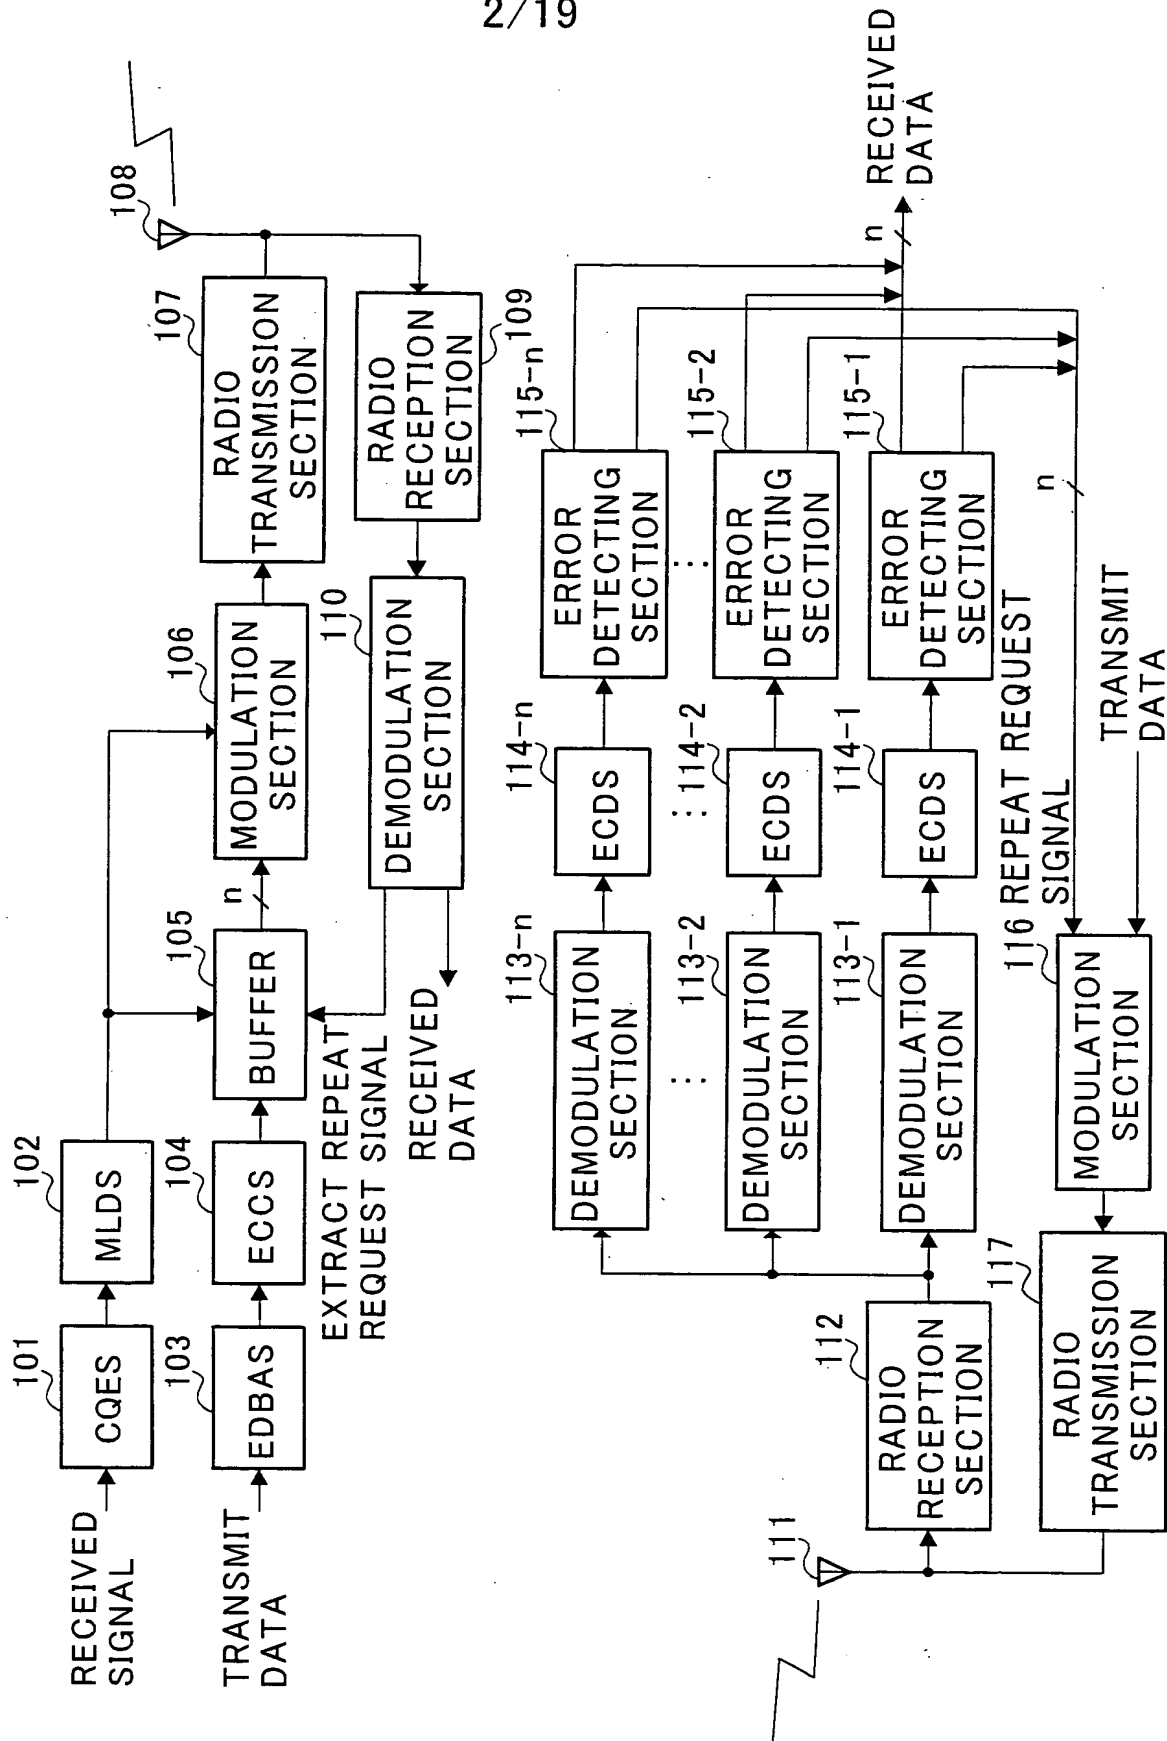 2/19
RECEIVED
SIGNAL
101
CQES
102
MLDS
TRANSMIT
DATA
103
EDBAS
104
ECCS
105
BUFFER
n
106
MODULATION
SECTION
107
RADIO
TRANSMISSION
SECTION
108
109
RADIO
RECEPTION
SECTION
110
DEMODULATION
SECTION
EXTRACT REPEAT
REQUEST SIGNAL
RECEIVED
DATA
111
112
RADIO
RECEPTION
SECTION
113-n
DEMODULATION
SECTION
114-n
ECDS
115-n
ERROR
DETECTING
SECTION
113-2
DEMODULATION
SECTION
114-2
ECDS
115-2
ERROR
DETECTING
SECTION
113-1
DEMODULATION
SECTION
114-1
ECDS
115-1
ERROR
DETECTING
SECTION
n
RECEIVED
DATA
116
REPEAT REQUEST
SIGNAL
n
MODULATION
SECTION
TRANSMIT
DATA
117
RADIO
TRANSMISSION
SECTION